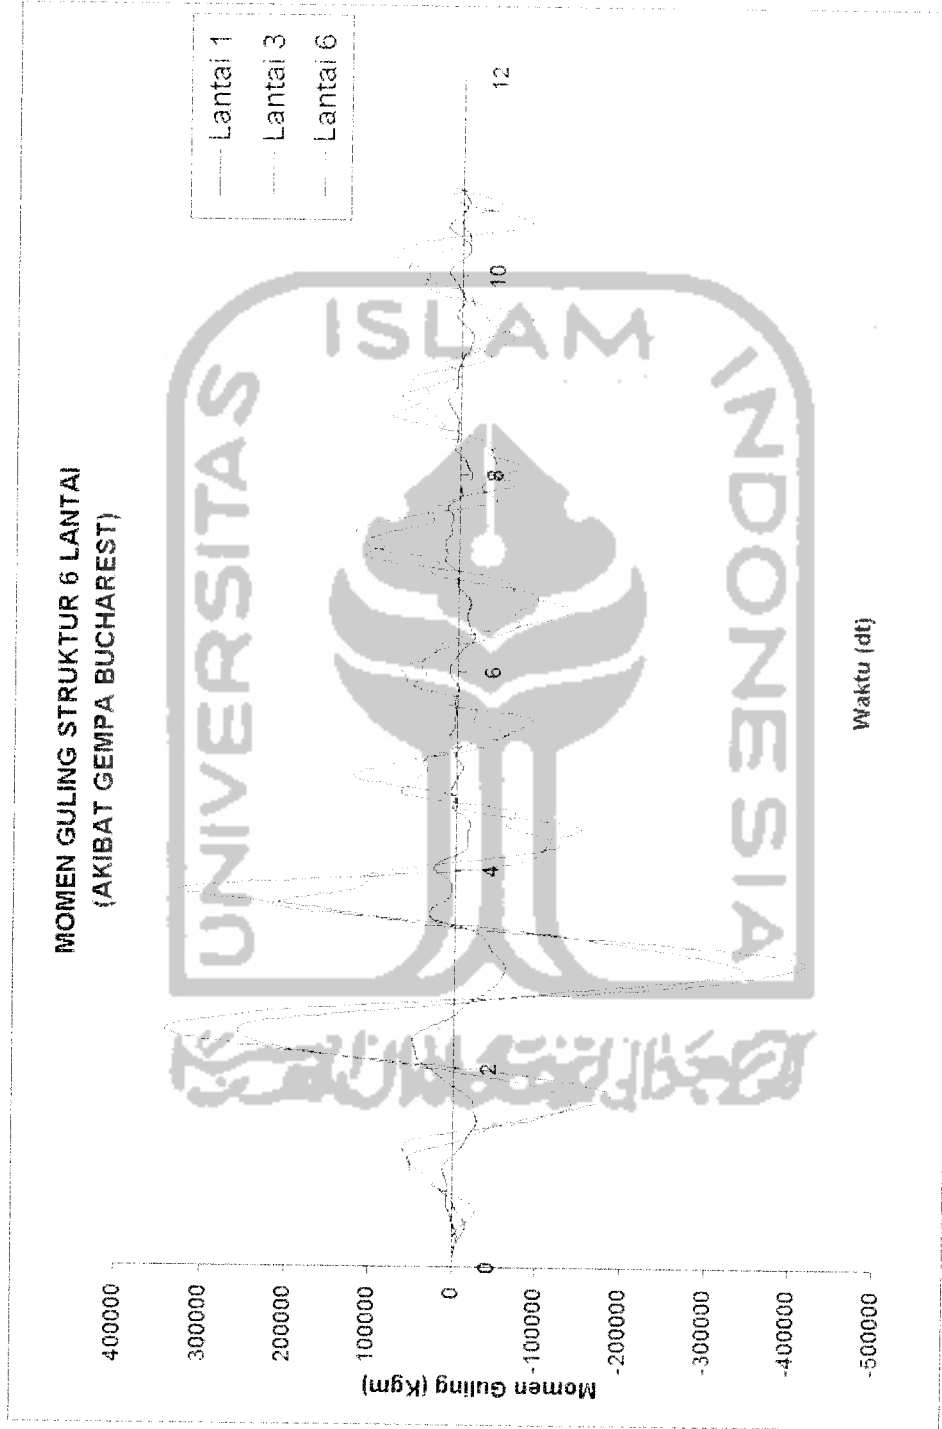 MOMEN GULING STRUKTUR 6 LANTAI
(AKIBAT GEMPA BUCHAREST)
Lantai 1
Lantai 3
Lantai 6
Momen Guling (Kgm)
400000
300000
200000
100000
0
-100000
-200000
-300000
-400000
-500000
0
2
4
6
8
10
12
Waktu (dt)
UNIVERSITAS
ISLAM
INDONESIA